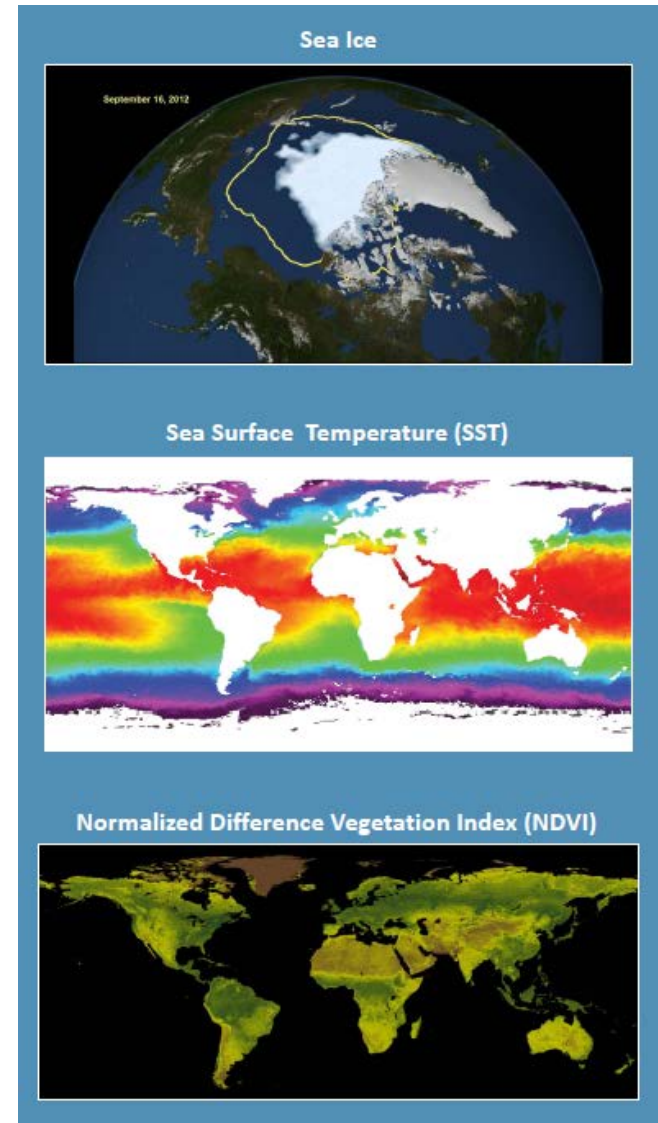 Sea Ice
September 16, 2012
Sea Surface Temperature (SST)
Normalized Difference Vegetation Index (NDVI)